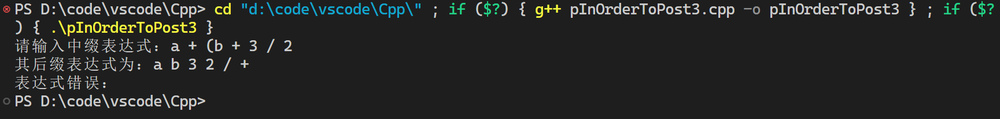 PS D:\code\vscode\Cpp> cd "d:\code\vscode\Cpp\" ; if ($?) { g++ pInOrderToPost3.cpp -o pInOrderToPost3 } ; if ($?
) { .\pInOrderToPost3 }
请输入中缀表达式：a + (b + 3 / 2
其后缀表达式为：a b 3 2 / +
表达式错误：
PS D:\code\vscode\Cpp>